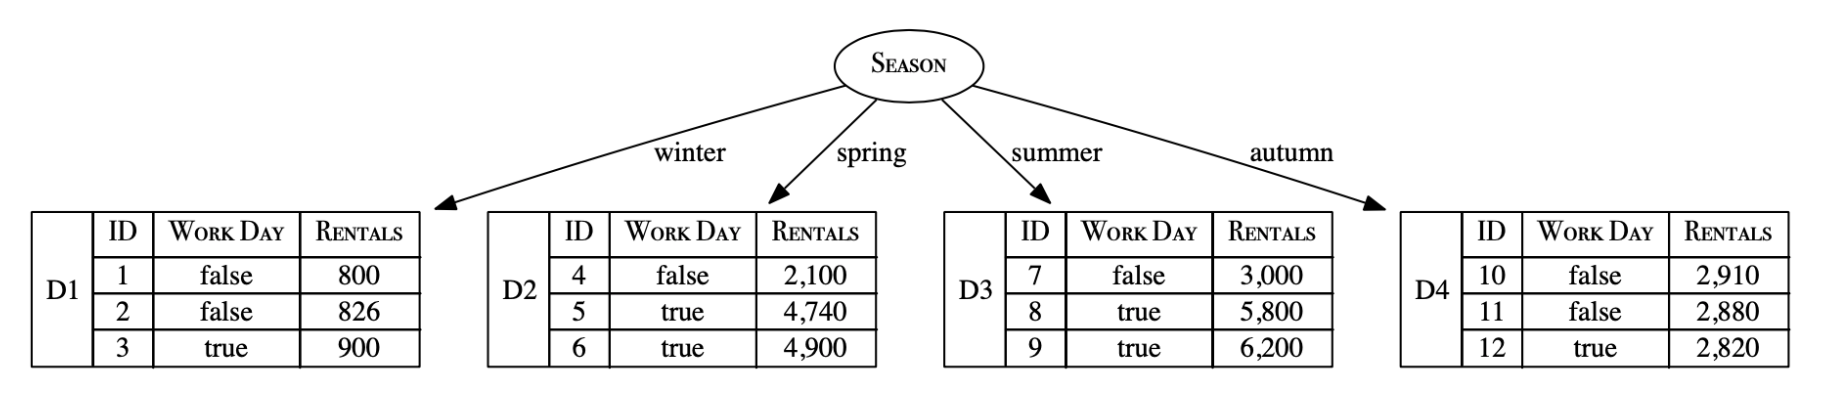 Season
winter spring summer autumn
ID Work Day Rentals ID Work Day Rentals ID Work Day Rentals ID Work Day Rentals
1 false 800 4 false 2,100 7 false 3,000 10 false 2,910
D1 D2 D3 D4
2 false 826 5 true 4,740 8 true 5,800 11 false 2,880
3 true 900 6 true 4,900 9 true 6,200 12 true 2,820